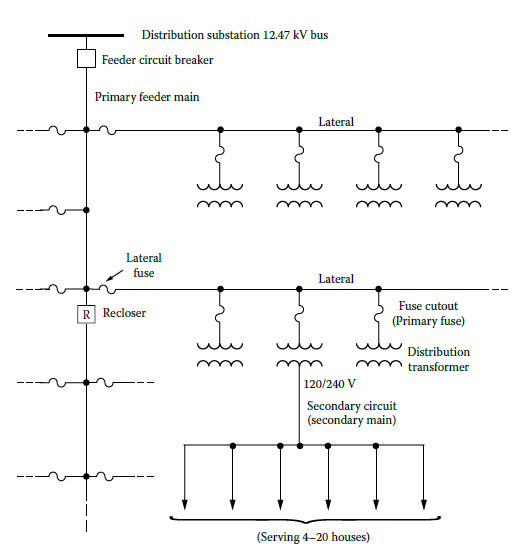 Distribution substation 12.47 kV bus
Feeder circuit breaker
Primary feeder main
Lateral
Lateral
fuse
Lateral
R
Recloser
Fuse cutout
(Primary fuse)
Distribution
transformer
120/240 V
Secondary circuit
(secondary main)
(Serving 4–20 houses)